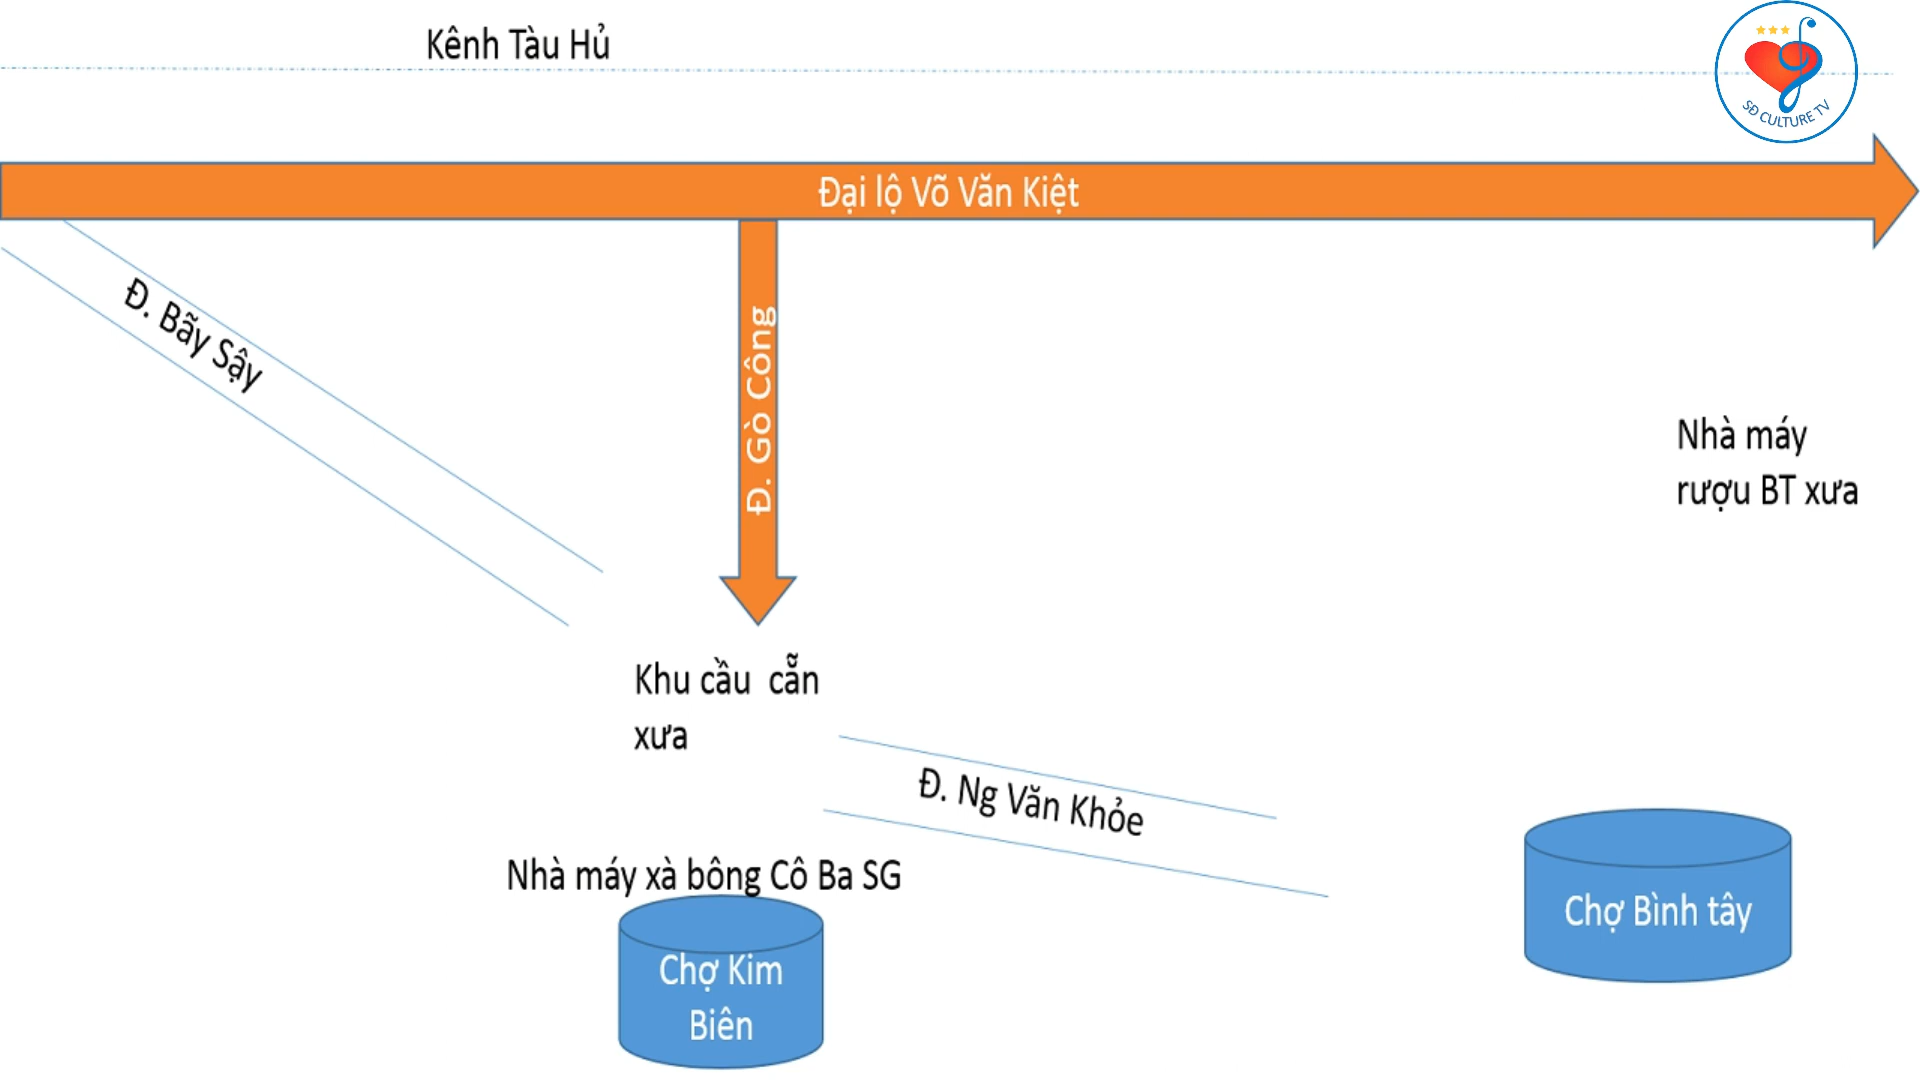 Kênh Tàu Hủ
SĐ CULTURE TV
Đại lộ Võ Văn Kiệt
Đ. Bãy Sậy
Đ. Gò Công
Nhà máy
rượu BT xưa
Khu cầu cẵn
xưa
Đ. Ng Văn Khỏe
Nhà máy xà bông Cô Ba SG
Chợ Bình tây
Chợ Kim
Biên